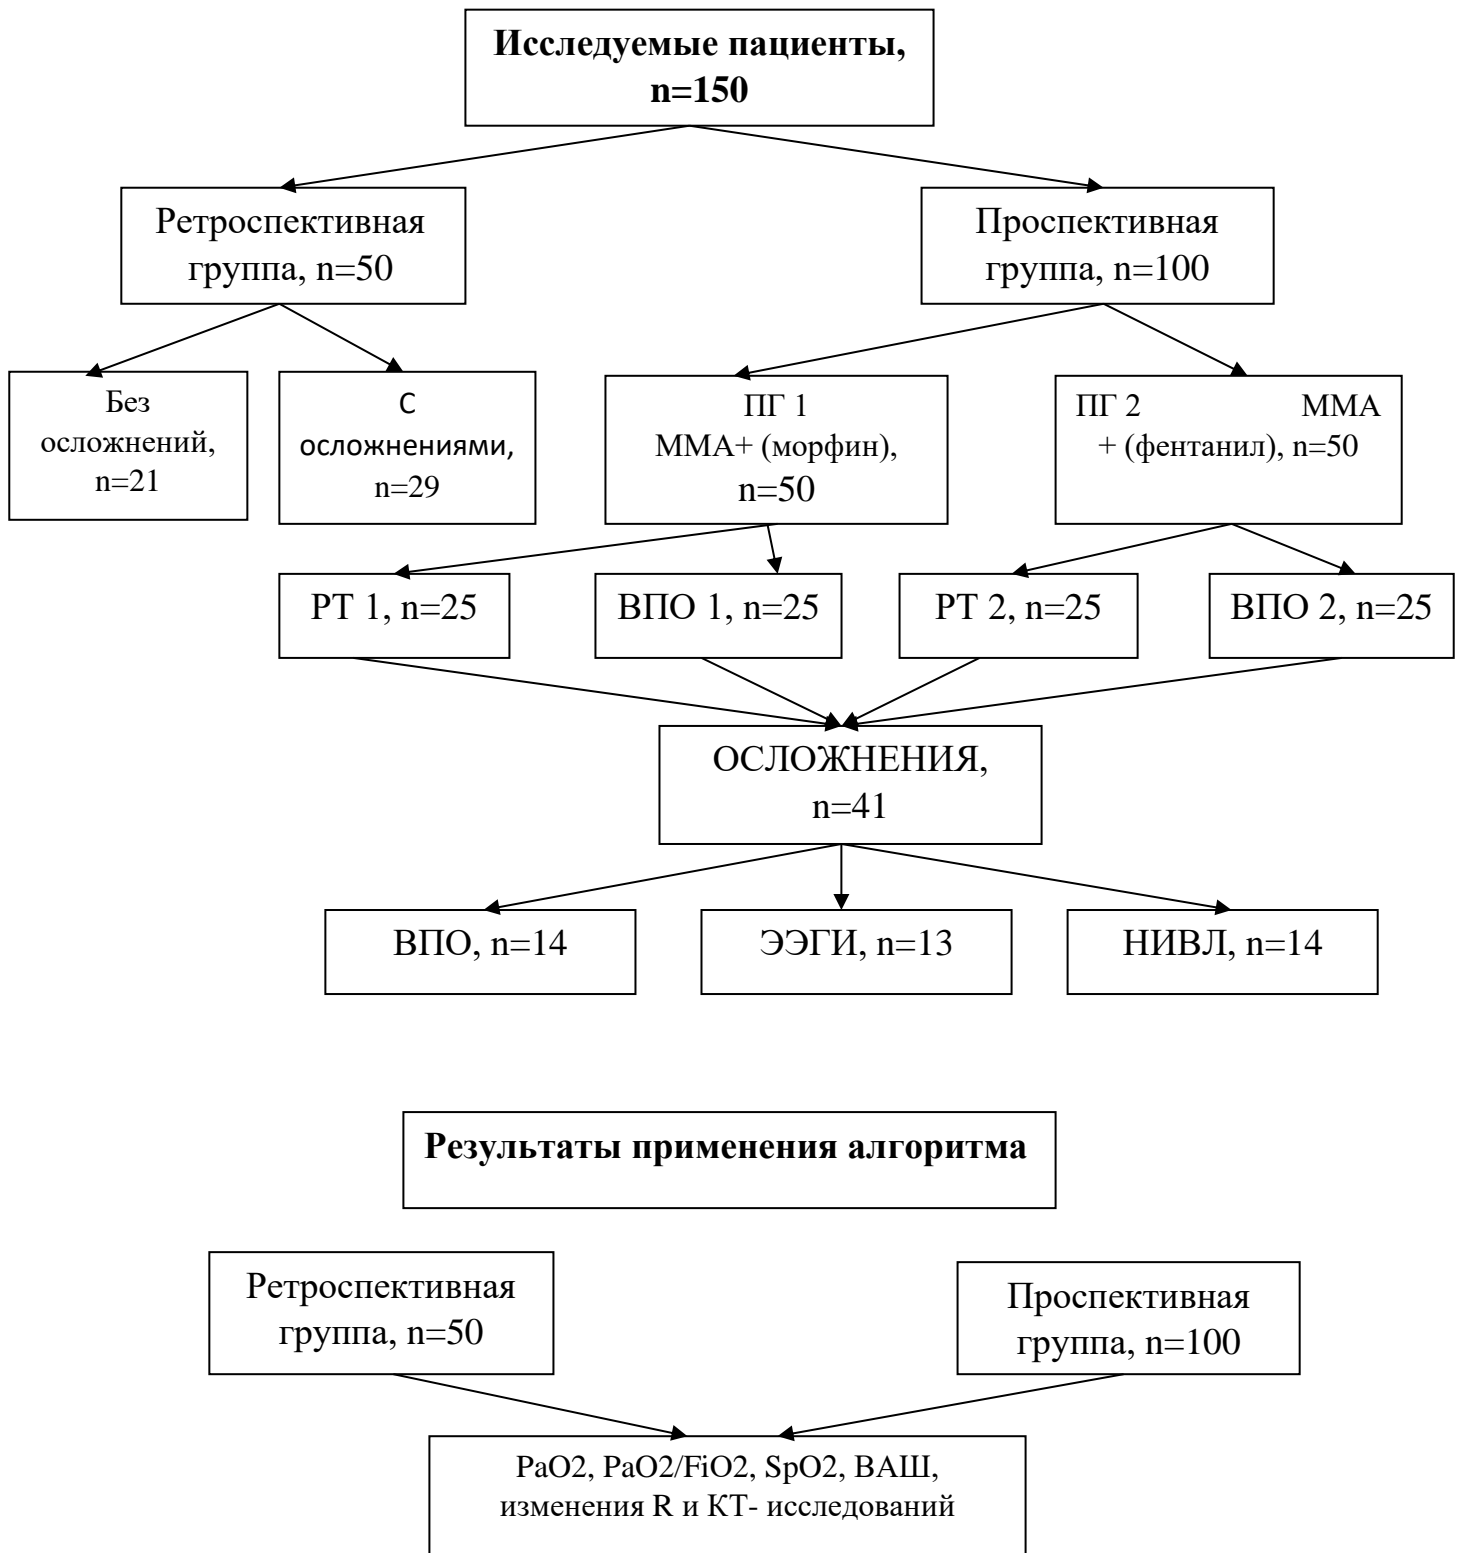 Исследуемые пациенты,
n=150
Ретроспективная
группа, n=50
Проспективная
группа, n=100
Без
осложнений,
n=21
С
осложнениями,
n=29
ПГ 1
ММА+ (морфин),
n=50
ПГ 2 ММА
+ (фентанил), n=50
РТ 1, n=25
ВПО 1, n=25
РТ 2, n=25
ВПО 2, n=25
ОСЛОЖНЕНИЯ,
n=41
ВПО, n=14
ЭЭГИ, n=13
НИВЛ, n=14
Результаты применения алгоритма
Ретроспективная
группа, n=50
Проспективная
группа, n=100
PaO2, PaO2/FiO2, SpO2, ВАШ,
изменения R и КТ- исследований